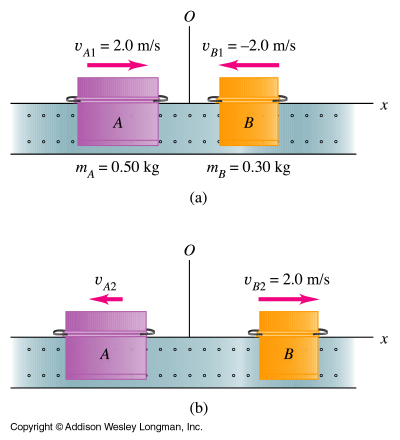 O
v_A1 = 2.0 m/s v_B1 = –2.0 m/s
A B x
m_A = 0.50 kg m_B = 0.30 kg
(a)
O
v_A2 v_B2 = 2.0 m/s
A B x
(b)
Copyright © Addison Wesley Longman, Inc.